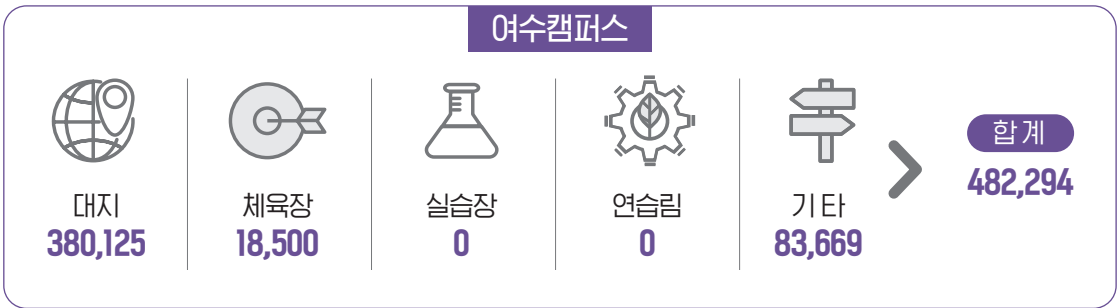 여수캠퍼스
대지
380,125
체육장
18,500
실습장
0
연습림
0
기타
83,669
합계
482,294